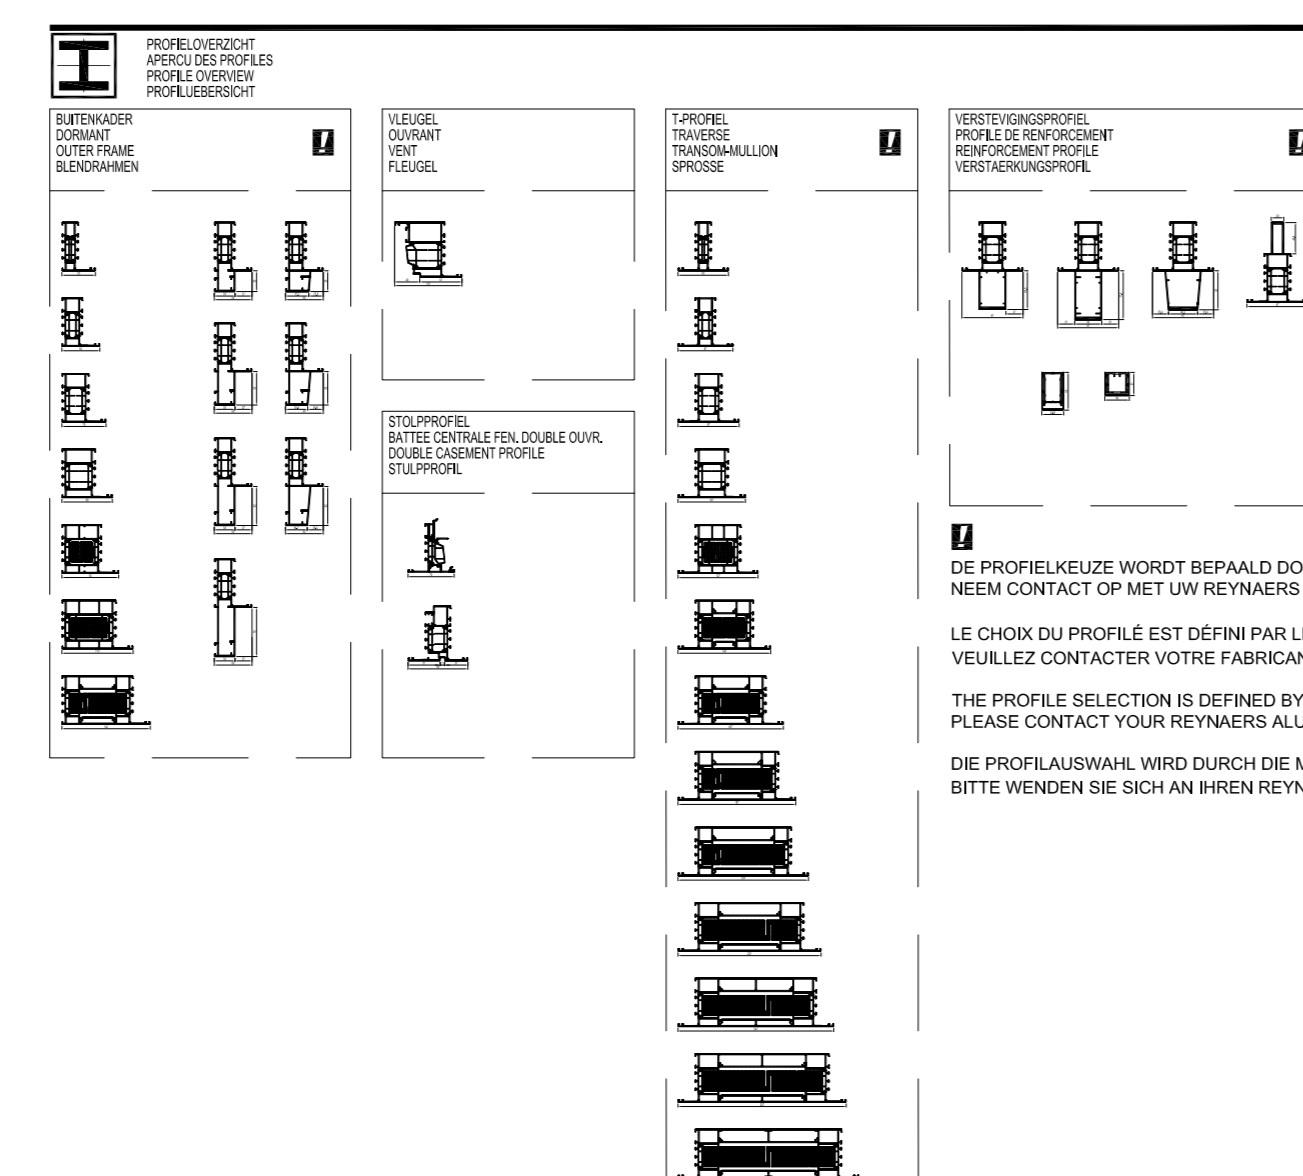 PROFIELOVERZICHT
APERCU DES PROFILES
PROFILE OVERVIEW
PROFILUEBERSICHT
BUITENKADER
DORMANT
OUTER FRAME
BLENDRAHMEN
VLEUGEL
OUVRANT
VENT
FLEUGEL
STOLPPROFIEL
BATTEE CENTRALE FEN. DOUBLE OUVR.
DOUBLE CASEMENT PROFILE
STULPPROFIL
T-PROFIEL
TRAVERSE
TRANSOM-MULLION
SPROSSE
VERSTEVIGINGSPROFIEL
PROFILE DE RENFORCEMENT
REINFORCEMENT PROFILE
VERSTAERKUNGSPROFIL
DE PROFIELKEUZE WORDT BEPAALD DO
NEEM CONTACT OP MET UW REYNAERS
LE CHOIX DU PROFILÉ EST DÉFINI PAR L
VEUILLEZ CONTACTER VOTRE FABRICAN
THE PROFILE SELECTION IS DEFINED BY
PLEASE CONTACT YOUR REYNAERS ALU
DIE PROFILAUSWAHL WIRD DURCH DIE M
BITTE WENDEN SIE SICH AN IHREN REYN